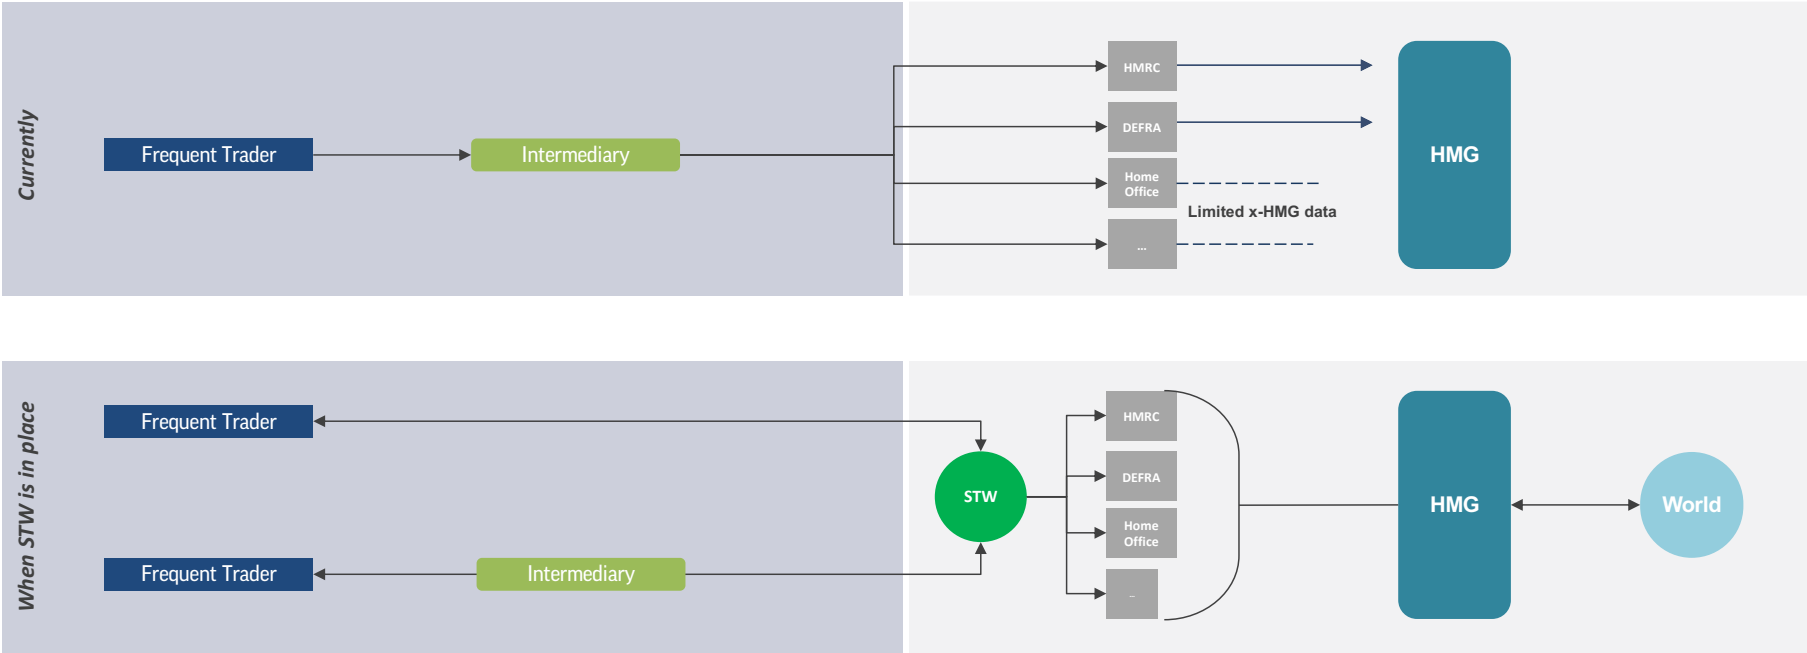 Currently
Frequent Trader
Intermediary
HMRC
DEFRA
Home
Office
...
Limited x-HMG data
HMG
When STW is in place
Frequent Trader
Frequent Trader
Intermediary
STW
HMRC
DEFRA
Home
Office
...
HMG
World